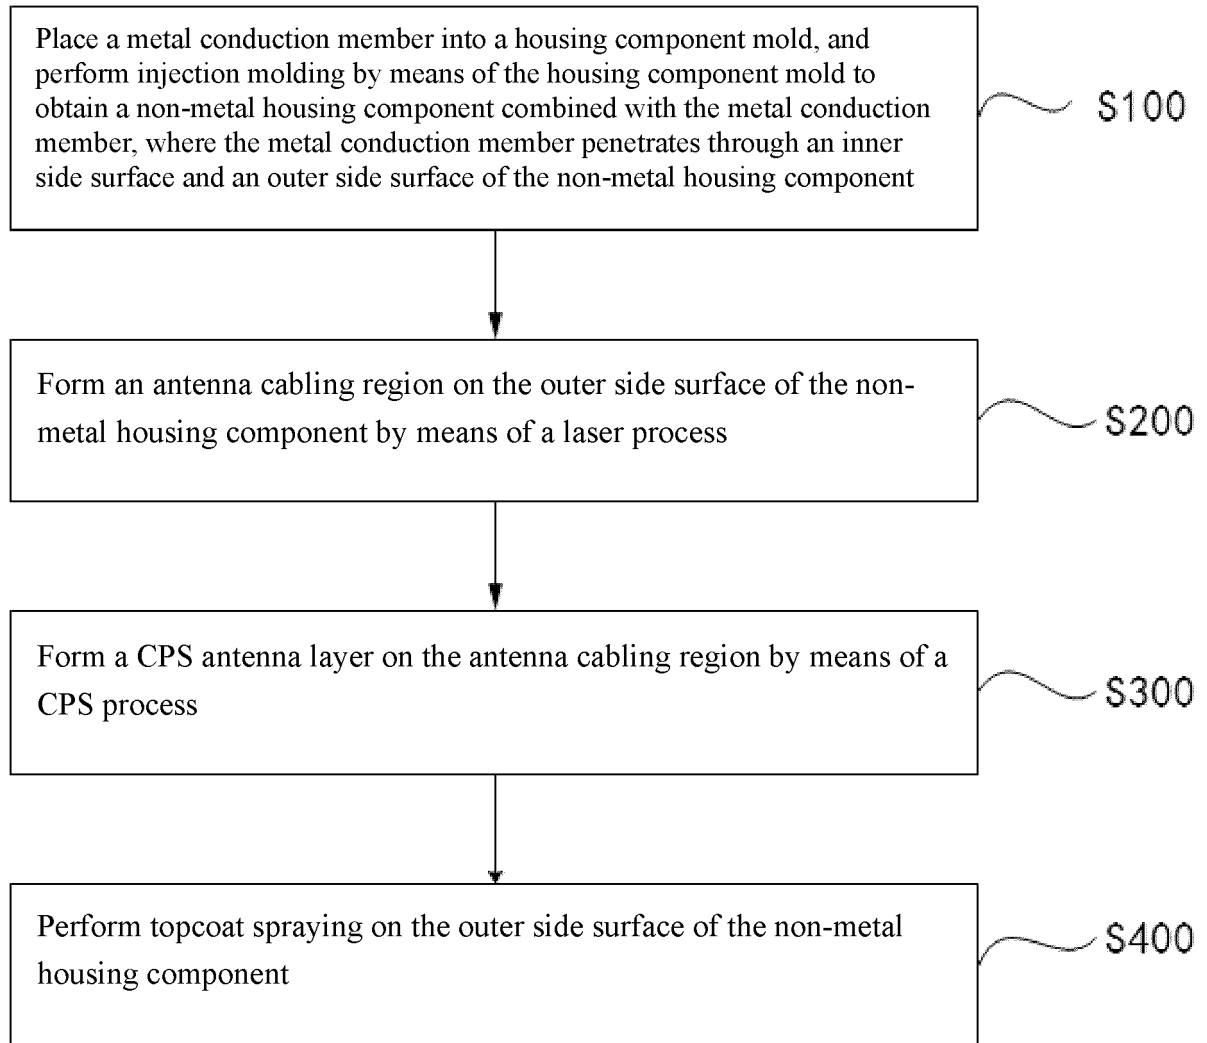 Place a metal conduction member into a housing component mold, and
perform injection molding by means of the housing component mold to
obtain a non-metal housing component combined with the metal conduction
member, where the metal conduction member penetrates through an inner
side surface and an outer side surface of the non-metal housing component
S100
Form an antenna cabling region on the outer side surface of the non-
metal housing component by means of a laser process
S200
Form a CPS antenna layer on the antenna cabling region by means of a
CPS process
S300
Perform topcoat spraying on the outer side surface of the non-metal
housing component
S400